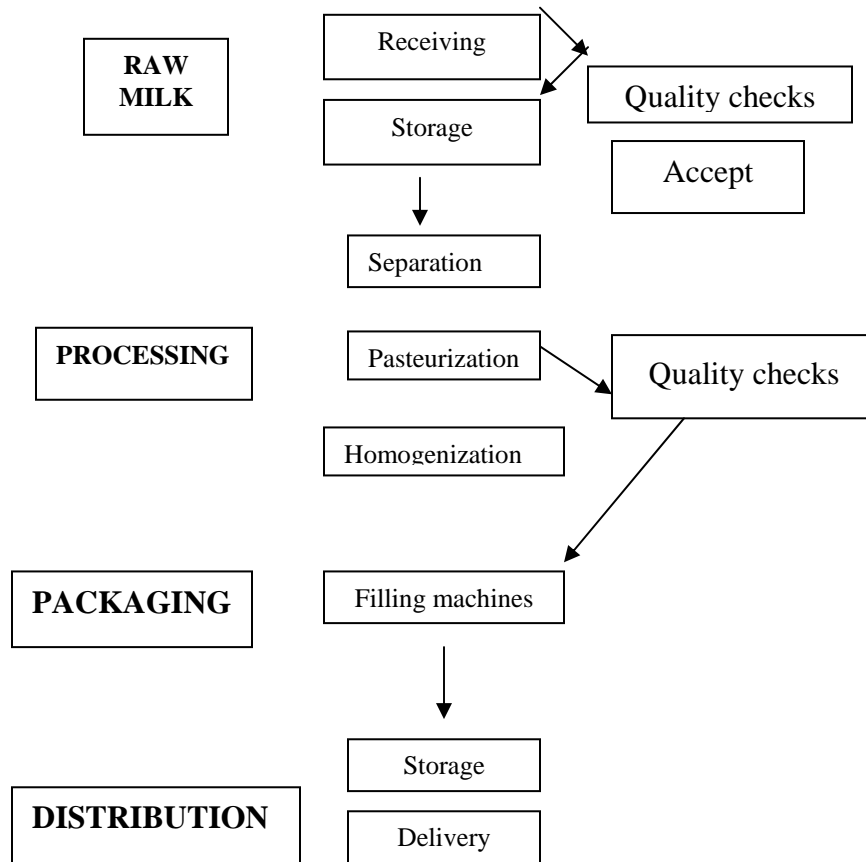 Receiving
RAW
MILK
Quality checks
Storage
Accept
Separation
PROCESSING
Pasteurization
Quality checks
Homogenization
PACKAGING
Filling machines
Storage
DISTRIBUTION
Delivery